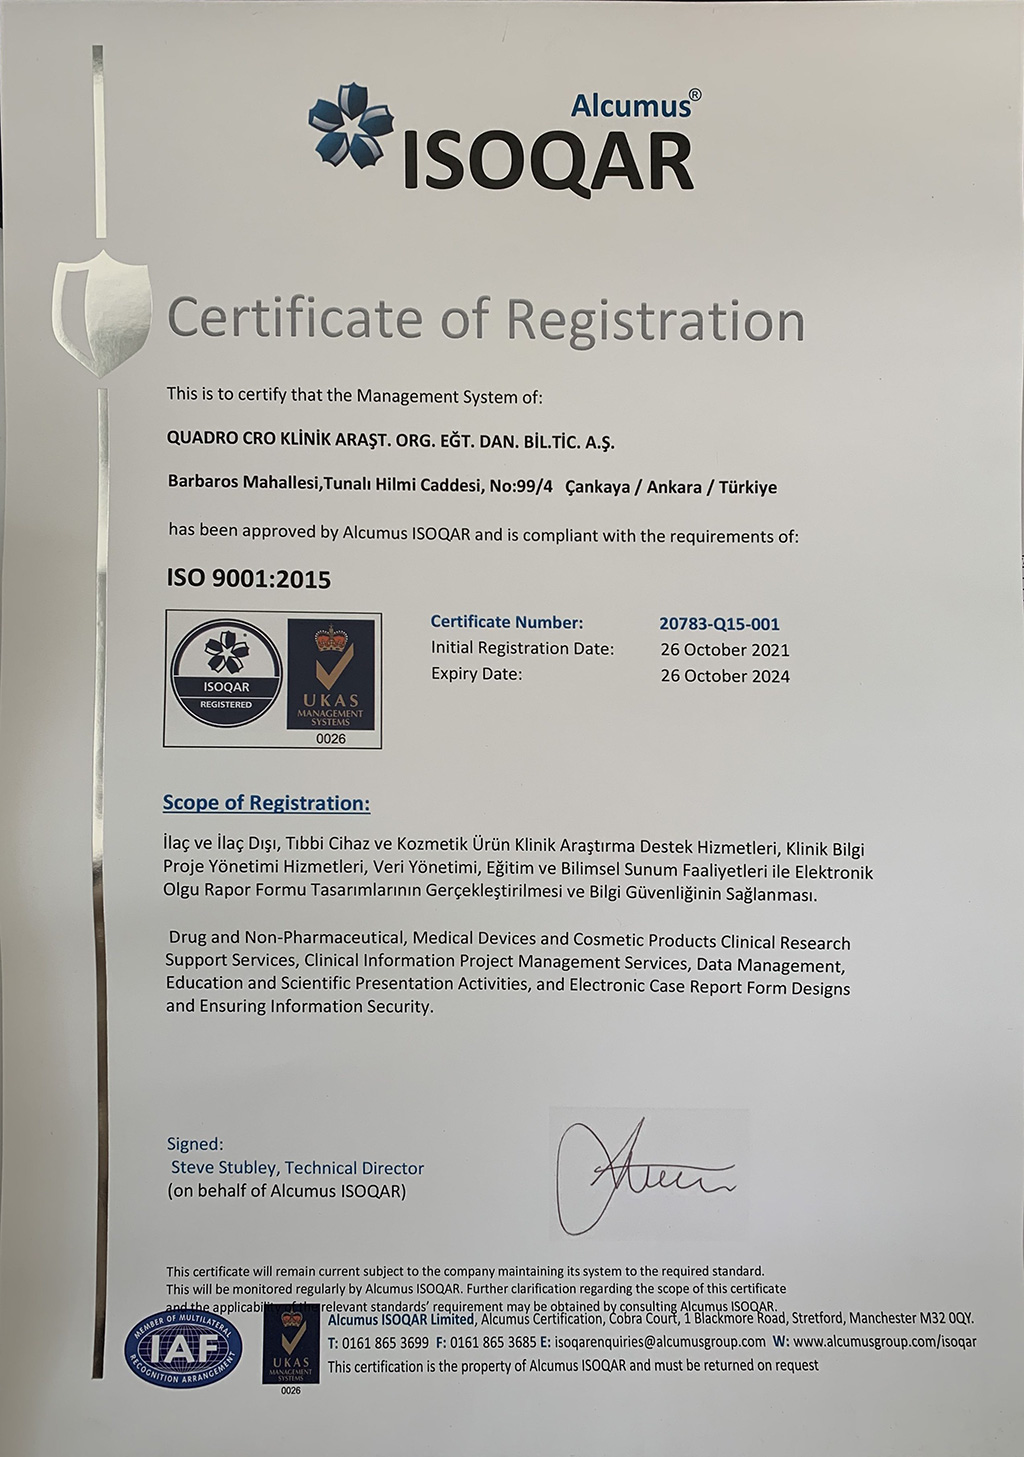 Alcumus®
ISOQAR
Certificate of Registration
This is to certify that the Management System of:
QUADRO CRO KLİNİK ARAŞT. ORG. EĞT. DAN. BİL.TİC. A.Ş.
Barbaros Mahallesi,Tunalı Hilmi Caddesi, No:99/4 Çankaya / Ankara / Türkiye
has been approved by Alcumus ISOQAR and is compliant with the requirements of:
ISO 9001:2015
ISOQAR
REGISTERED
UKAS
MANAGEMENT
SYSTEMS
0026
Certificate Number: 20783-Q15-001
Initial Registration Date: 26 October 2021
Expiry Date: 26 October 2024
Scope of Registration:
İlaç ve İlaç Dışı, Tıbbi Cihaz ve Kozmetik Ürün Klinik Araştırma Destek Hizmetleri, Klinik Bilgi
Proje Yönetimi Hizmetleri, Veri Yönetimi, Eğitim ve Bilimsel Sunum Faaliyetleri ile Elektronik
Olgu Rapor Formu Tasarımlarının Gerçekleştirilmesi ve Bilgi Güvenliğinin Sağlanması.
Drug and Non-Pharmaceutical, Medical Devices and Cosmetic Products Clinical Research
Support Services, Clinical Information Project Management Services, Data Management,
Education and Scientific Presentation Activities, and Electronic Case Report Form Designs
and Ensuring Information Security.
Signed:
Steve Stubley, Technical Director
(on behalf of Alcumus ISOQAR)
This certificate will remain current subject to the company maintaining its system to the required standard.
This will be monitored regularly by Alcumus ISOQAR. Further clarification regarding the scope of this certificate
and the relevant standards' requirement may be obtained by consulting Alcumus ISOQAR.
MEMBER OF MULTILATERAL
IAF
RECOGNITION ARRANGEMENT
UKAS
MANAGEMENT
SYSTEMS
0026
Alcumus ISOQAR Limited, Alcumus Certification, Cobra Court, 1 Blackmore Road, Stretford, Manchester M32 0QY.
T: 0161 865 3699 F: 0161 865 3685 E: isoqarenquiries@alcumusgroup.com W: www.alcumusgroup.com/isoqar
This certification is the property of Alcumus ISOQAR and must be returned on request